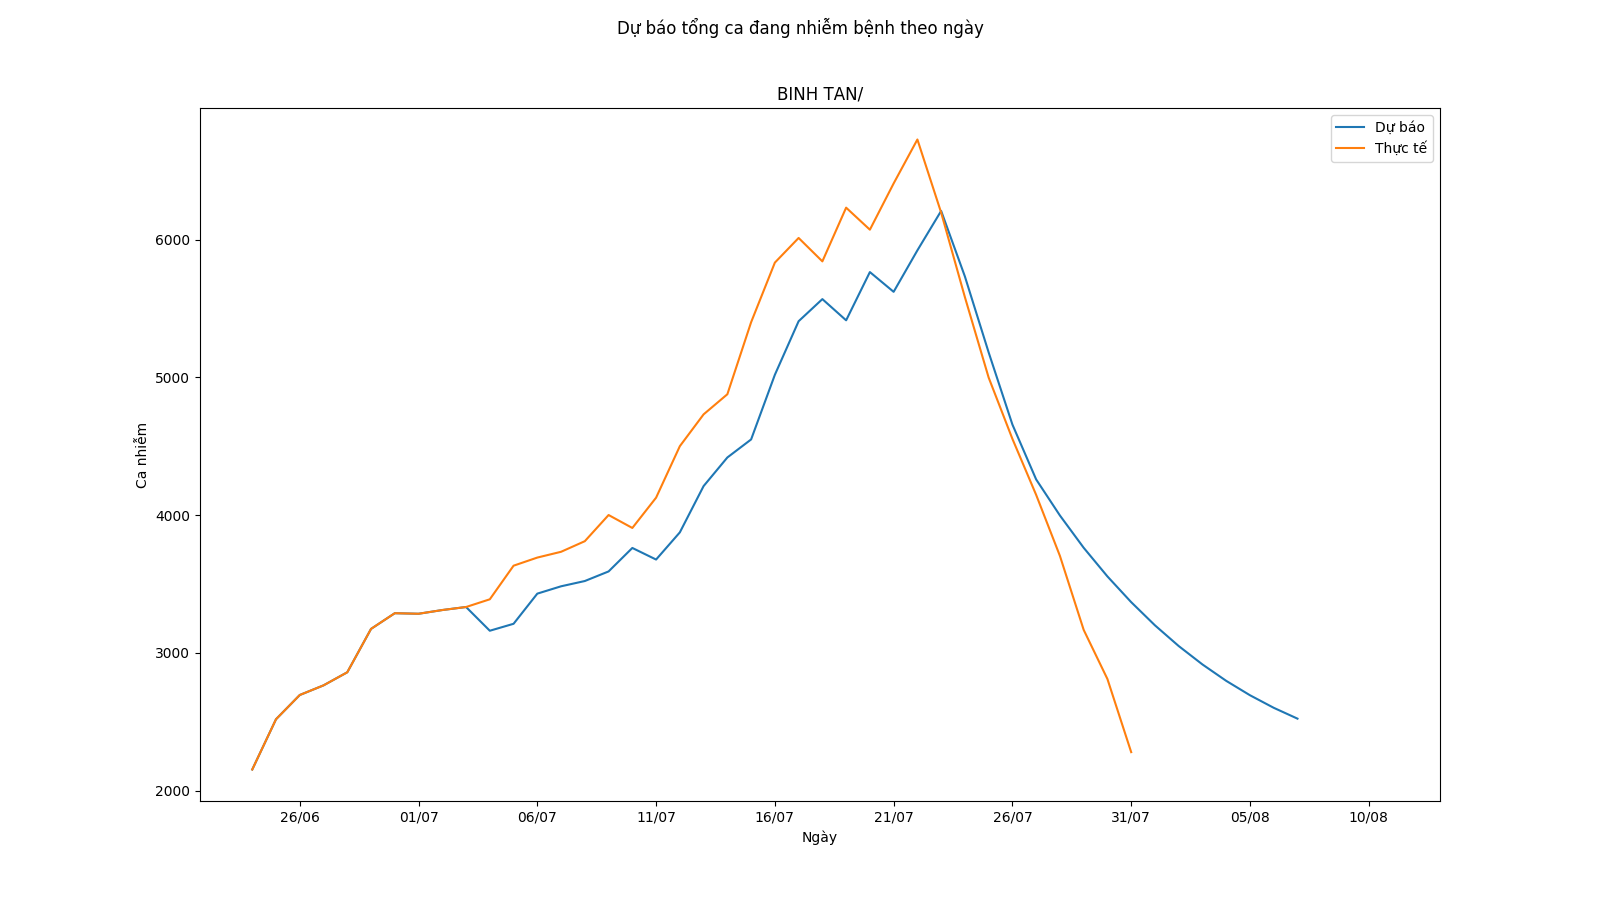 Dự báo tổng ca đang nhiễm bệnh theo ngày
BINH TAN/
Dự báo
Thực tế
Ca nhiễm
6000
5000
4000
3000
2000
26/06 01/07 06/07 11/07 16/07 21/07 26/07 31/07 05/08 10/08
Ngày